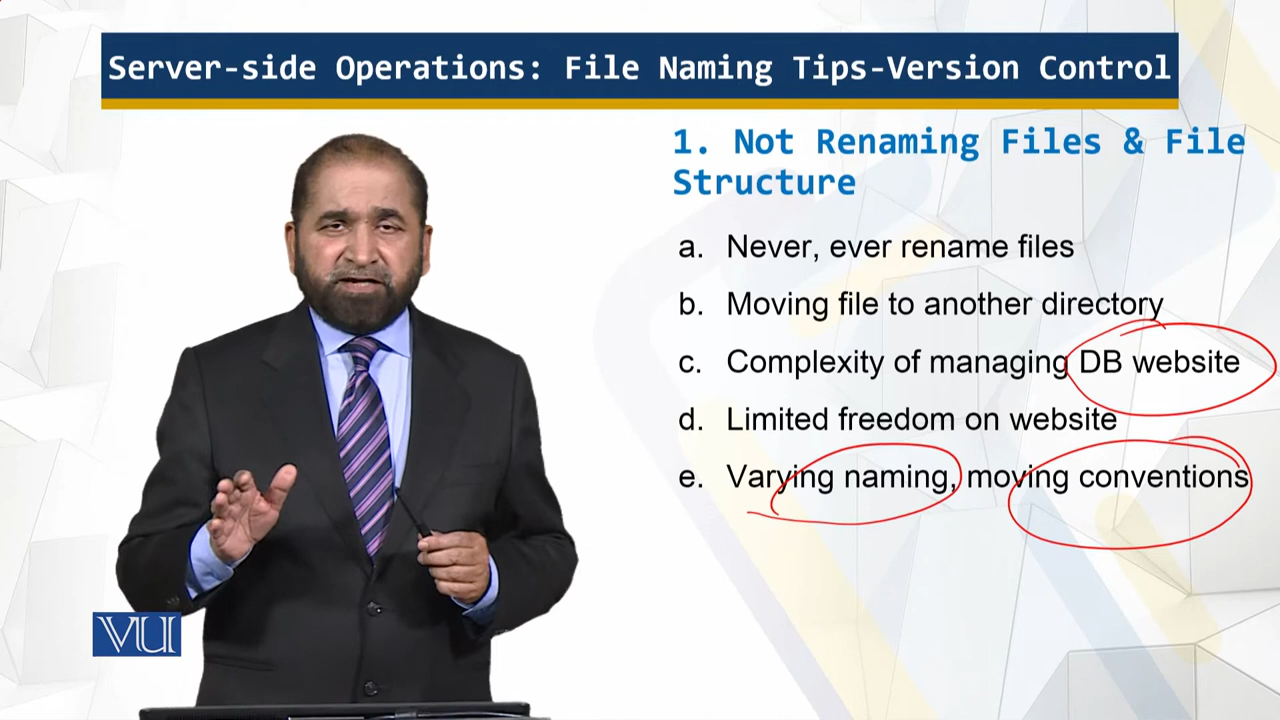 Server-side Operations: File Naming Tips-Version Control
1. Not Renaming Files & File
Structure
a. Never, ever rename files
b. Moving file to another directory
c. Complexity of managing DB website
d. Limited freedom on website
e. Varying naming, moving conventions
VU